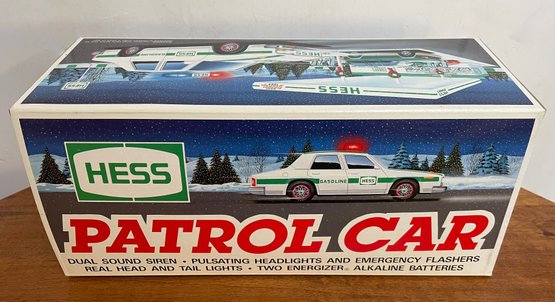 HESS
HESS
GASOLINE
HESS
PATROL CAR
DUAL SOUND SIREN • PULSATING HEADLIGHTS AND EMERGENCY FLASHERS
REAL HEAD AND TAIL LIGHTS • TWO ENERGIZER® ALKALINE BATTERIES